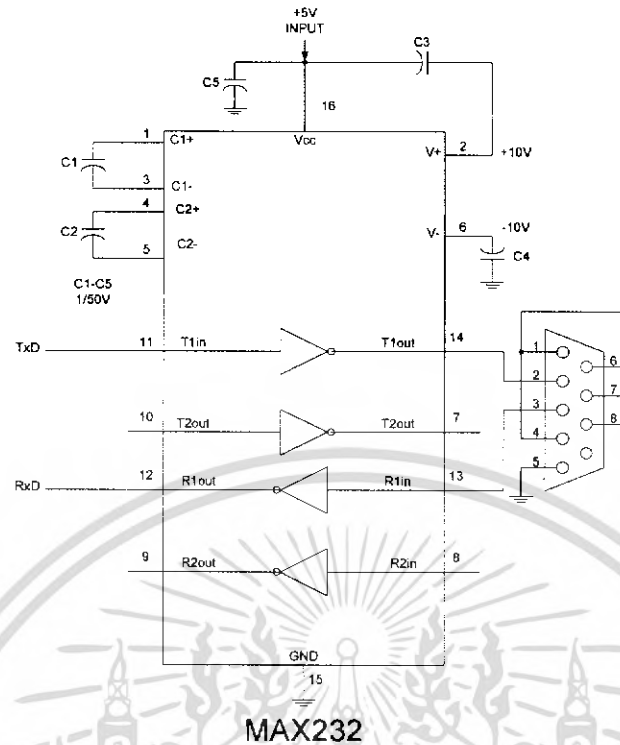 +5V
INPUT
C3
C5
16
1
C1+
Vcc
V+
2
+10V
C1
3
C1-
4
C2+
V-
6
-10V
C2
5
C2-
C4
C1-C5
1/50V
TxD
11
T1in
T1out
14
1
6
2
7
3
8
10
T2out
T2out
7
4
RxD
12
R1out
R1in
13
5
9
R2out
R2in
8
GND
15
MAX232